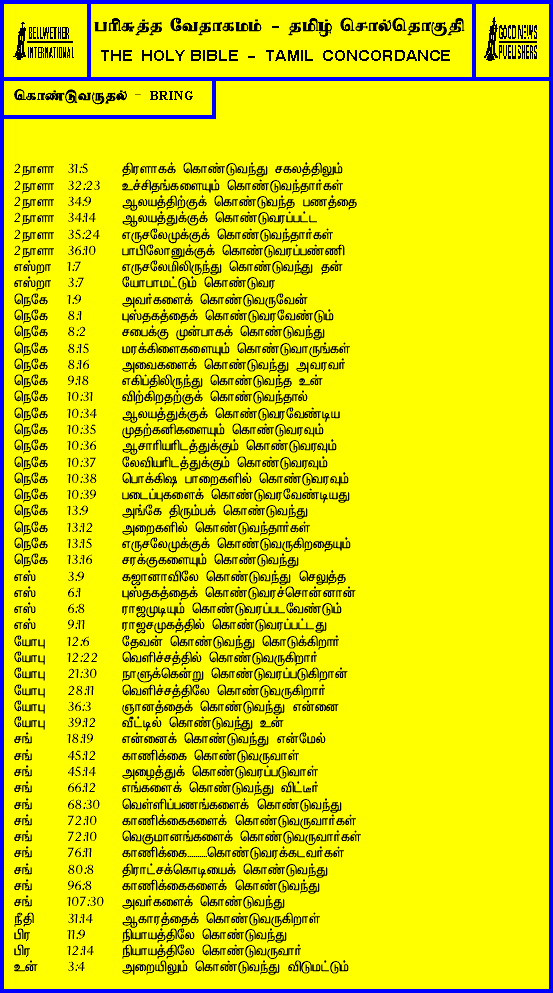 BELLWETHER INTERNATIONAL
பரிசுத்த வேதாகமம் - தமிழ் சொல்தொகுதி
THE HOLY BIBLE - TAMIL CONCORDANCE
GOOD NEWS PUBLISHERS
கொண்டுவருதல் - BRING
2நாளா 31:5 திரளாகக் கொண்டுவந்து சகலத்திலும்
2நாளா 32:23 உச்சிதங்களையும் கொண்டுவந்தார்கள்
2நாளா 34:9 ஆலயத்திற்குக் கொண்டுவந்த பணத்தை
2நாளா 34:14 ஆலயத்துக்குக் கொண்டுவரப்பட்ட
2நாளா 35:24 எருசலேமுக்குக் கொண்டுவந்தார்கள்
2நாளா 36:10 பாபிலோனுக்குக் கொண்டுவரப்பண்ணி
எஸ்றா 1:7 எருசலேமிலிருந்து கொண்டுவந்து தன்
எஸ்றா 3:7 யோபாமட்டும் கொண்டுவர
நெகே 1:9 அவர்களைக் கொண்டுவருவேன்
நெகே 8:1 புஸ்தகத்தைக் கொண்டுவரவேண்டும்
நெகே 8:2 சபைக்கு முன்பாகக் கொண்டுவந்து
நெகே 8:15 மரக்கிளைகளையும் கொண்டுவாருங்கள்
நெகே 8:16 அவைகளைக் கொண்டுவந்து அவரவர்
நெகே 9:18 எகிப்திலிருந்து கொண்டுவந்த உன்
நெகே 10:31 விற்கிறதற்குக் கொண்டுவந்தால்
நெகே 10:34 ஆலயத்துக்குக் கொண்டுவரவேண்டிய
நெகே 10:35 முதற்கனிகளையும் கொண்டுவரவும்
நெகே 10:36 ஆசாரியரிடத்துக்கும் கொண்டுவரவும்
நெகே 10:37 லேவியரிடத்துக்கும் கொண்டுவரவும்
நெகே 10:38 பொக்கிஷ பாறைகளில் கொண்டுவரவும்
நெகே 10:39 படைப்புகளைக் கொண்டுவரவேண்டியது
நெகே 13:9 அங்கே திரும்பக் கொண்டுவந்து
நெகே 13:12 அறைகளில் கொண்டுவந்தார்கள்
நெகே 13:15 எருசலேமுக்குக் கொண்டுவருகிறதையும்
நெகே 13:16 சரக்குகளையும் கொண்டுவந்து
எஸ் 3:9 கஜானாவிலே கொண்டுவந்து செலுத்த
எஸ் 6:1 புஸ்தகத்தைக் கொண்டுவரச்சொன்னான்
எஸ் 6:8 ராஜமுடியும் கொண்டுவரப்படவேண்டும்
எஸ் 9:11 ராஜசமுகத்தில் கொண்டுவரப்பட்டது
யோபு 12:6 தேவன் கொண்டுவந்து கொடுக்கிறார்
யோபு 12:22 வெளிச்சத்தில் கொண்டுவருகிறார்
யோபு 21:30 நாளுக்கென்று கொண்டுவரப்படுகிறான்
யோபு 28:11 வெளிச்சத்திலே கொண்டுவருகிறார்
யோபு 36:3 ஞானத்தைக் கொண்டுவந்து என்னை
யோபு 39:12 வீட்டில் கொண்டுவந்து உன்
சங் 18:19 என்னைக் கொண்டுவந்து என்மேல்
சங் 45:12 காணிக்கை கொண்டுவருவாள்
சங் 45:14 அழைத்துக் கொண்டுவரப்படுவாள்
சங் 66:12 எங்களைக் கொண்டுவந்து விட்டீர்
சங் 68:30 வெள்ளிப்பணங்களைக் கொண்டுவந்து
சங் 72:10 காணிக்கைகளைக் கொண்டுவருவார்கள்
சங் 72:10 வெகுமானங்களைக் கொண்டுவருவார்கள்
சங் 76:11 காணிக்கை.........கொண்டுவரக்கடவர்கள்
சங் 80:8 திராட்சக்கொடியைக் கொண்டுவந்து
சங் 96:8 காணிக்கைகளைக் கொண்டுவந்து
சங் 107:30 அவர்களைக் கொண்டுவந்து
நீதி 31:14 ஆகாரத்தைக் கொண்டுவருகிறாள்
பிர 11:9 நியாயத்திலே கொண்டுவந்து
பிர 12:14 நியாயத்திலே கொண்டுவருவார்
உன் 3:4 அறையிலும் கொண்டுவந்து விடுமட்டும்